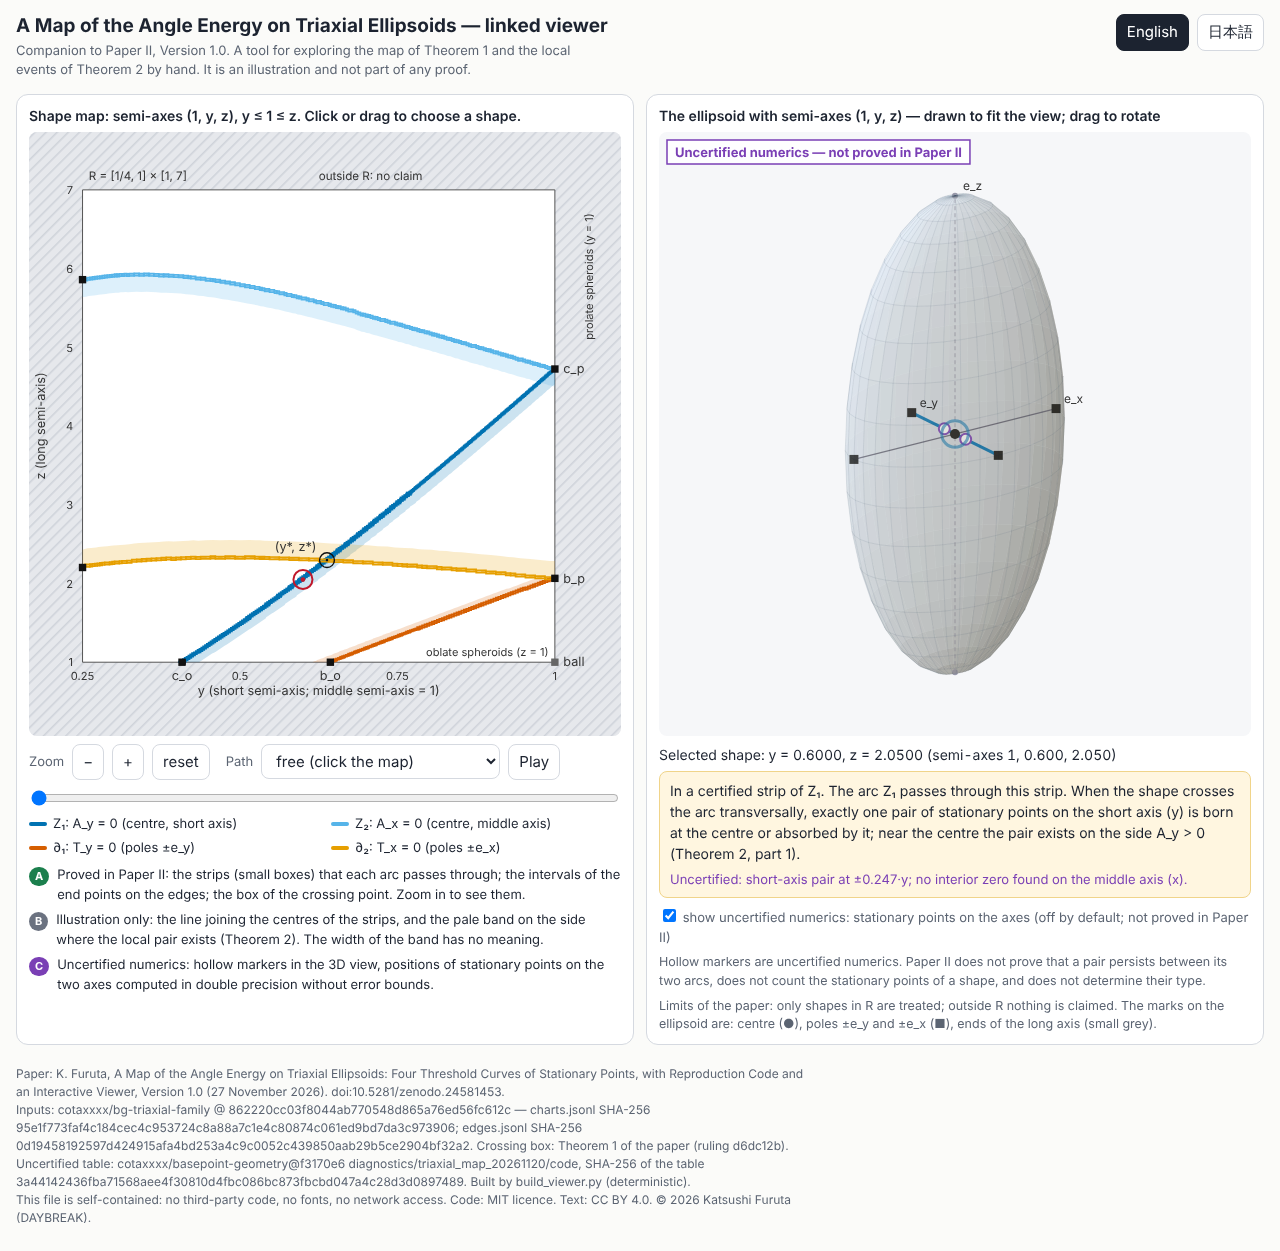 A Map of the Angle Energy on Triaxial Ellipsoids — linked viewer
Companion to Paper II, Version 1.0. A tool for exploring the map of Theorem 1 and the local
events of Theorem 2 by hand. It is an illustration and not part of any proof.
English
日本語
Shape map: semi-axes (1, y, z), y ≤ 1 ≤ z. Click or drag to choose a shape.
R = [1/4, 1] × [1, 7]
outside R: no claim
7
6
5
4
3
2
1
z (long semi-axis)
prolate spheroids (y = 1)
c_p
(y*, z*)
b_p
oblate spheroids (z = 1)
ball
0.25
c_o
0.5
b_o
0.75
1
y (short semi-axis; middle semi-axis = 1)
Zoom
−
+
reset
Path
free (click the map)
Play
Z₁: A_y = 0 (centre, short axis)
Z₂: A_x = 0 (centre, middle axis)
∂₁: T_y = 0 (poles ±e_y)
∂₂: T_x = 0 (poles ±e_x)
A Proved in Paper II: the strips (small boxes) that each arc passes through; the intervals of the
end points on the edges; the box of the crossing point. Zoom in to see them.
B Illustration only: the line joining the centres of the strips, and the pale band on the side
where the local pair exists (Theorem 2). The width of the band has no meaning.
C Uncertified numerics: hollow markers in the 3D view, positions of stationary points on the
two axes computed in double precision without error bounds.
The ellipsoid with semi-axes (1, y, z) — drawn to fit the view; drag to rotate
Uncertified numerics — not proved in Paper II
e_z
e_y
e_x
Selected shape: y = 0.6000, z = 2.0500 (semi-axes 1, 0.600, 2.050)
In a certified strip of Z₁. The arc Z₁ passes through this strip. When the shape crosses
the arc transversally, exactly one pair of stationary points on the short axis (y) is born
at the centre or absorbed by it; near the centre the pair exists on the side A_y > 0
(Theorem 2, part 1).
Uncertified: short-axis pair at ±0.247·y; no interior zero found on the middle axis (x).
show uncertified numerics: stationary points on the axes (off by default; not proved in Paper
II)
Hollow markers are uncertified numerics. Paper II does not prove that a pair persists between its
two arcs, does not count the stationary points of a shape, and does not determine their type.
Limits of the paper: only shapes in R are treated; outside R nothing is claimed. The marks on the
ellipsoid are: centre (●), poles ±e_y and ±e_x (■), ends of the long axis (small grey).
Paper: K. Furuta, A Map of the Angle Energy on Triaxial Ellipsoids: Four Threshold Curves of Stationary Points, with Reproduction Code and
an Interactive Viewer, Version 1.0 (27 November 2026). doi:10.5281/zenodo.24581453.
Inputs: cotaxxxx/bg-triaxial-family @ 862220cc03f8044ab770548d865a76ed56fc612c — charts.jsonl SHA-256
95e1f773faf4c184cec4c953724c8a88a7c1e4c80874c061ed9bd7da3c973906; edges.jsonl SHA-256
0d19458192597d424915afa4bd253a4c9c0052c439850aab29b5ce2904bf32a2. Crossing box: Theorem 1 of the paper (ruling d6dc12b).
Uncertified table: cotaxxxx/basepoint-geometry@f3170e6 diagnostics/triaxial_map_20261120/code, SHA-256 of the table
3a44142436fba71568aee4f30810d4fbc086bc873fbcbd047a4c28d3d0897489. Built by build_viewer.py (deterministic).
This file is self-contained: no third-party code, no fonts, no network access. Code: MIT licence. Text: CC BY 4.0. © 2026 Katsushi Furuta
(DAYBREAK).